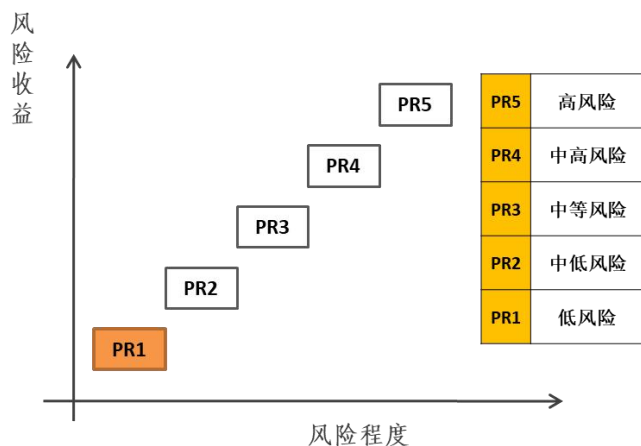 风
险
收
益
PR5
PR4
PR3
PR2
PR1
风险程度
PR5 高风险
PR4 中高风险
PR3 中等风险
PR2 中低风险
PR1 低风险